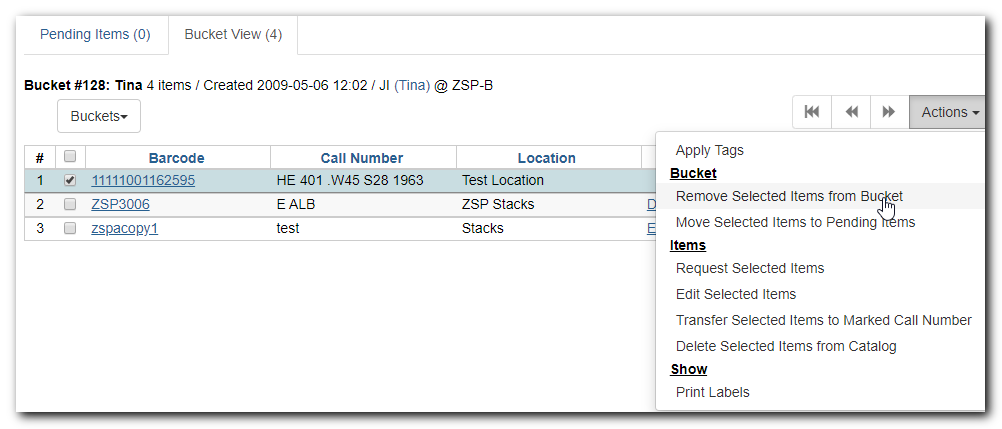 Pending Items (0) Bucket View (4)
Bucket #128: Tina 4 items / Created 2009-05-06 12:02 / JI (Tina) @ ZSP-B
Buckets
Actions
# Barcode Call Number Location
1 11111001162595 HE 401 .W45 S28 1963 Test Location
2 ZSP3006 E ALB ZSP Stacks D
3 zspacopy1 test Stacks E
Apply Tags
Bucket
Remove Selected Items from Bucket
Move Selected Items to Pending Items
Items
Request Selected Items
Edit Selected Items
Transfer Selected Items to Marked Call Number
Delete Selected Items from Catalog
Show
Print Labels